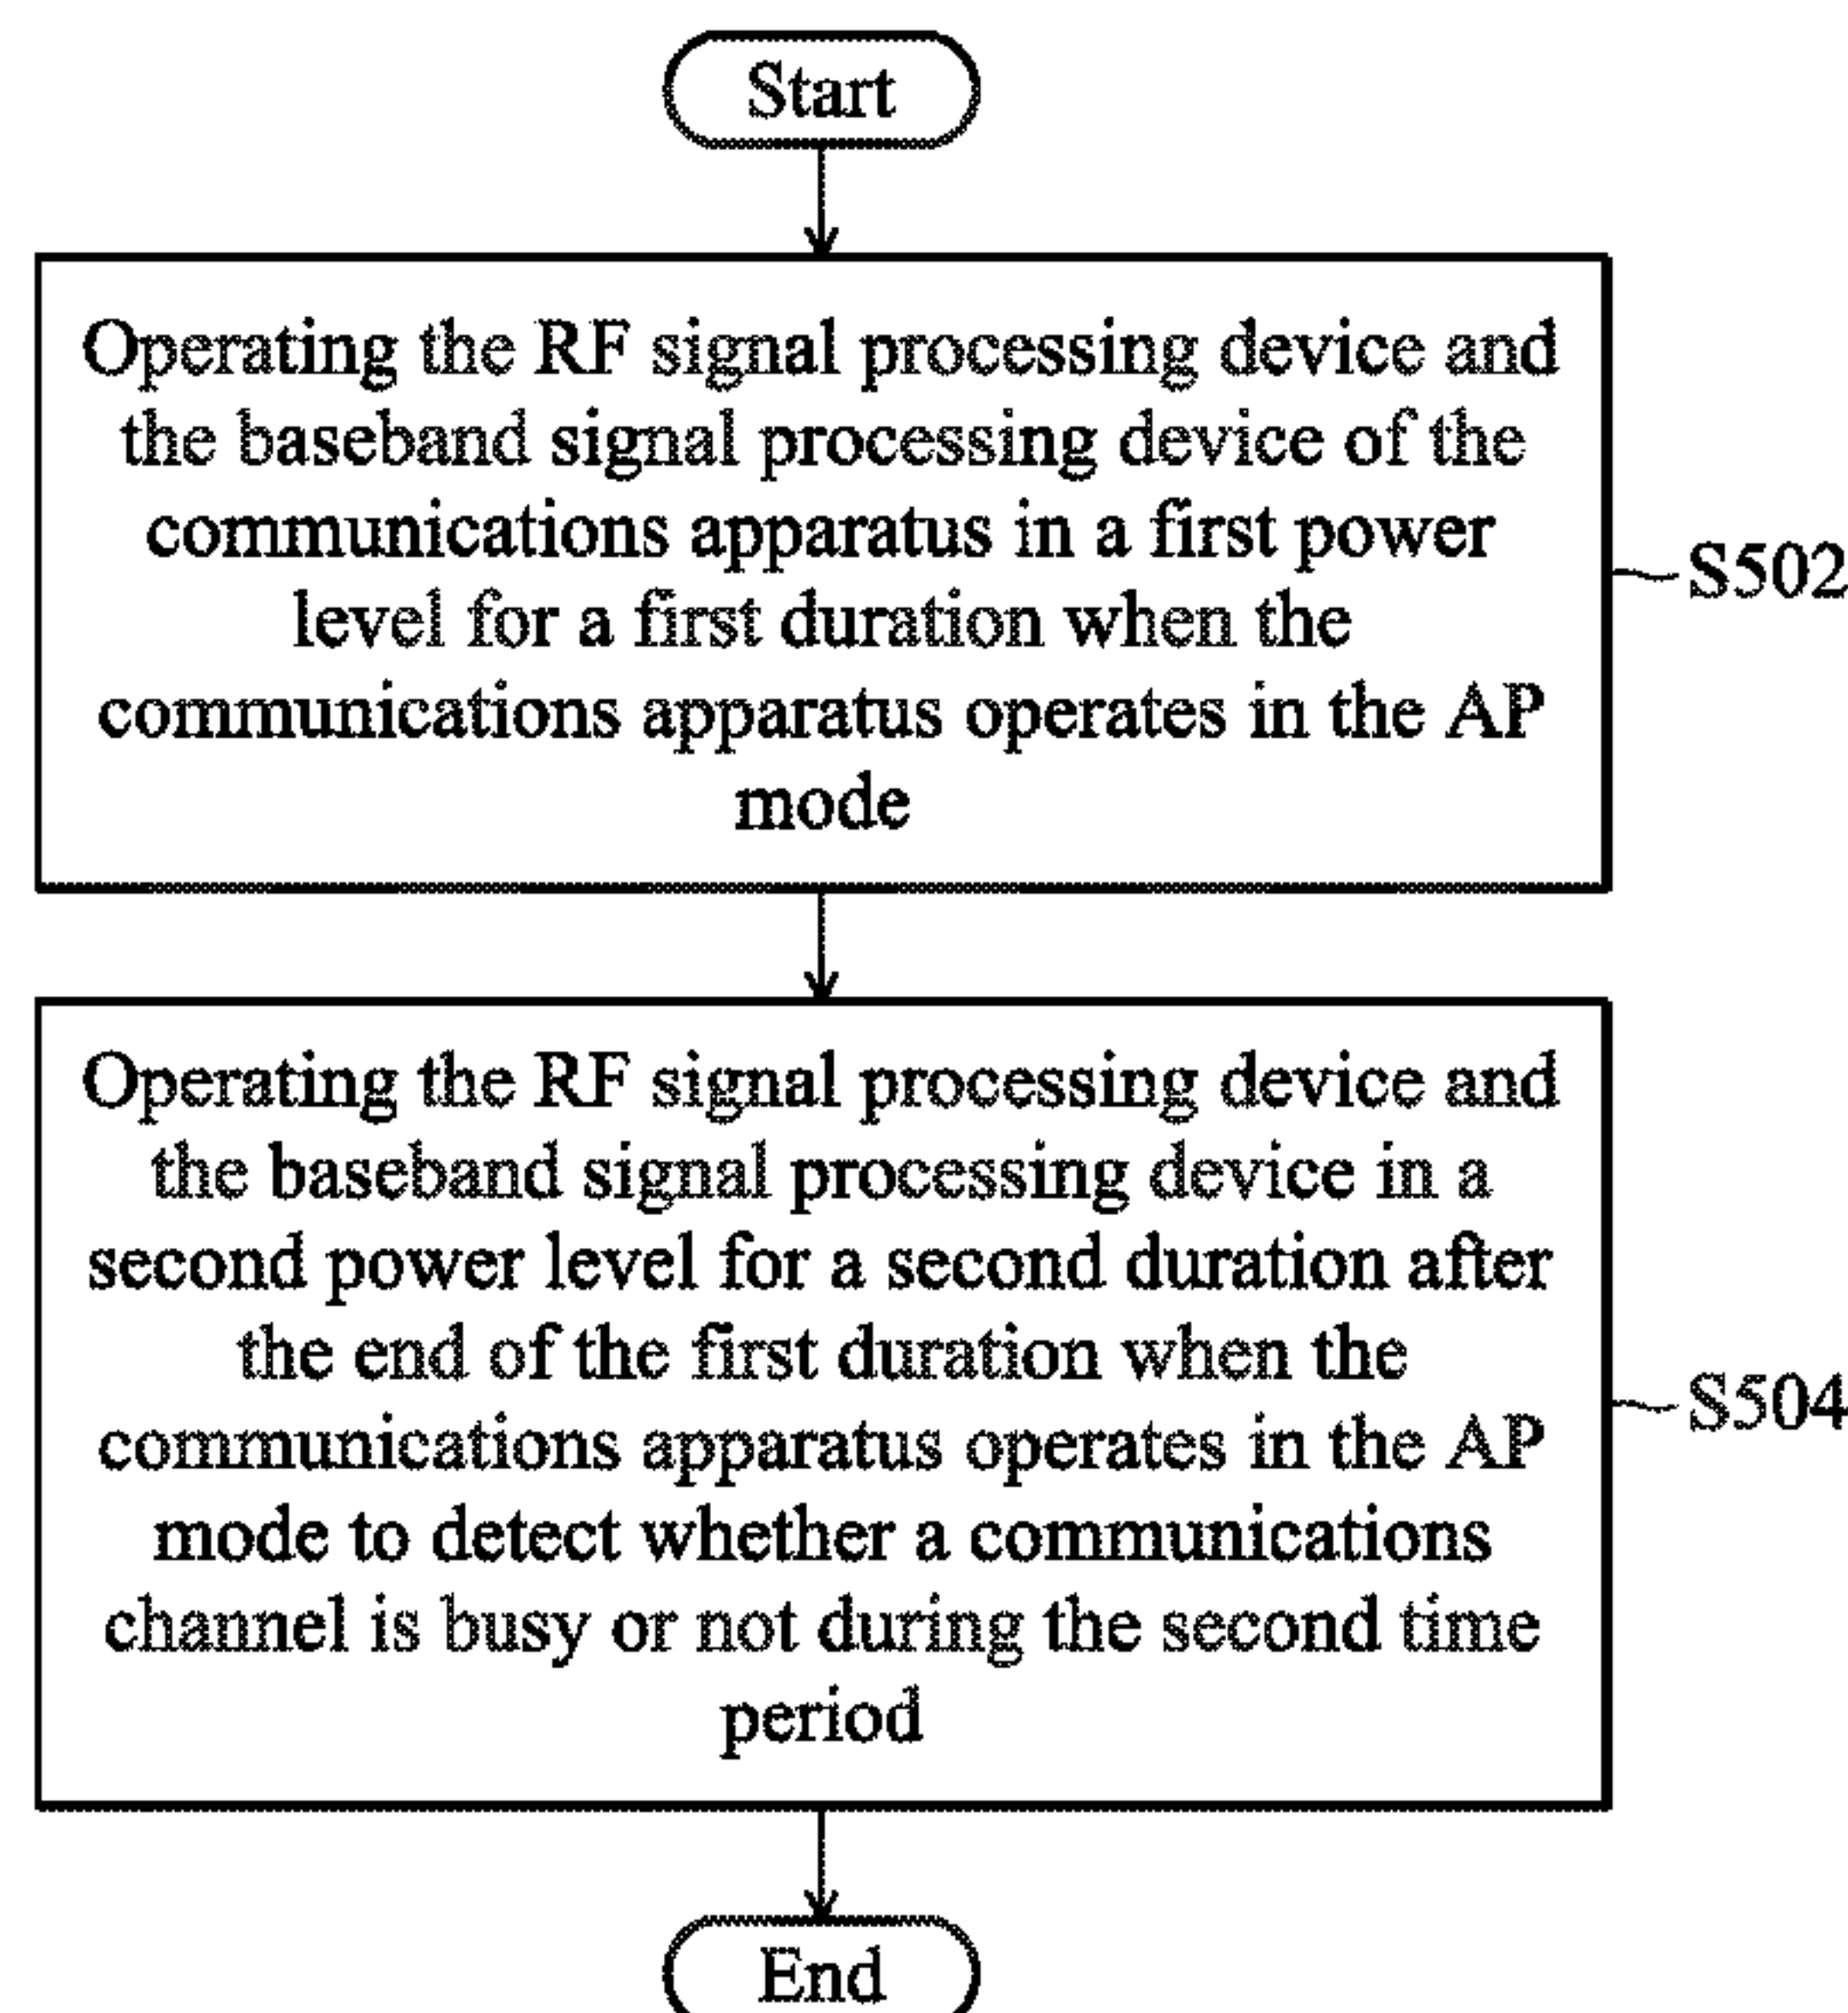 Start
Operating the RF signal processing device and
the baseband signal processing device of the
communications apparatus in a first power
level for a first duration when the
communications apparatus operates in the AP
mode
S502
Operating the RF signal processing device and
the baseband signal processing device in a
second power level for a second duration after
the end of the first duration when the
communications apparatus operates in the AP
mode to detect whether a communications
channel is busy or not during the second time
period
S504
End